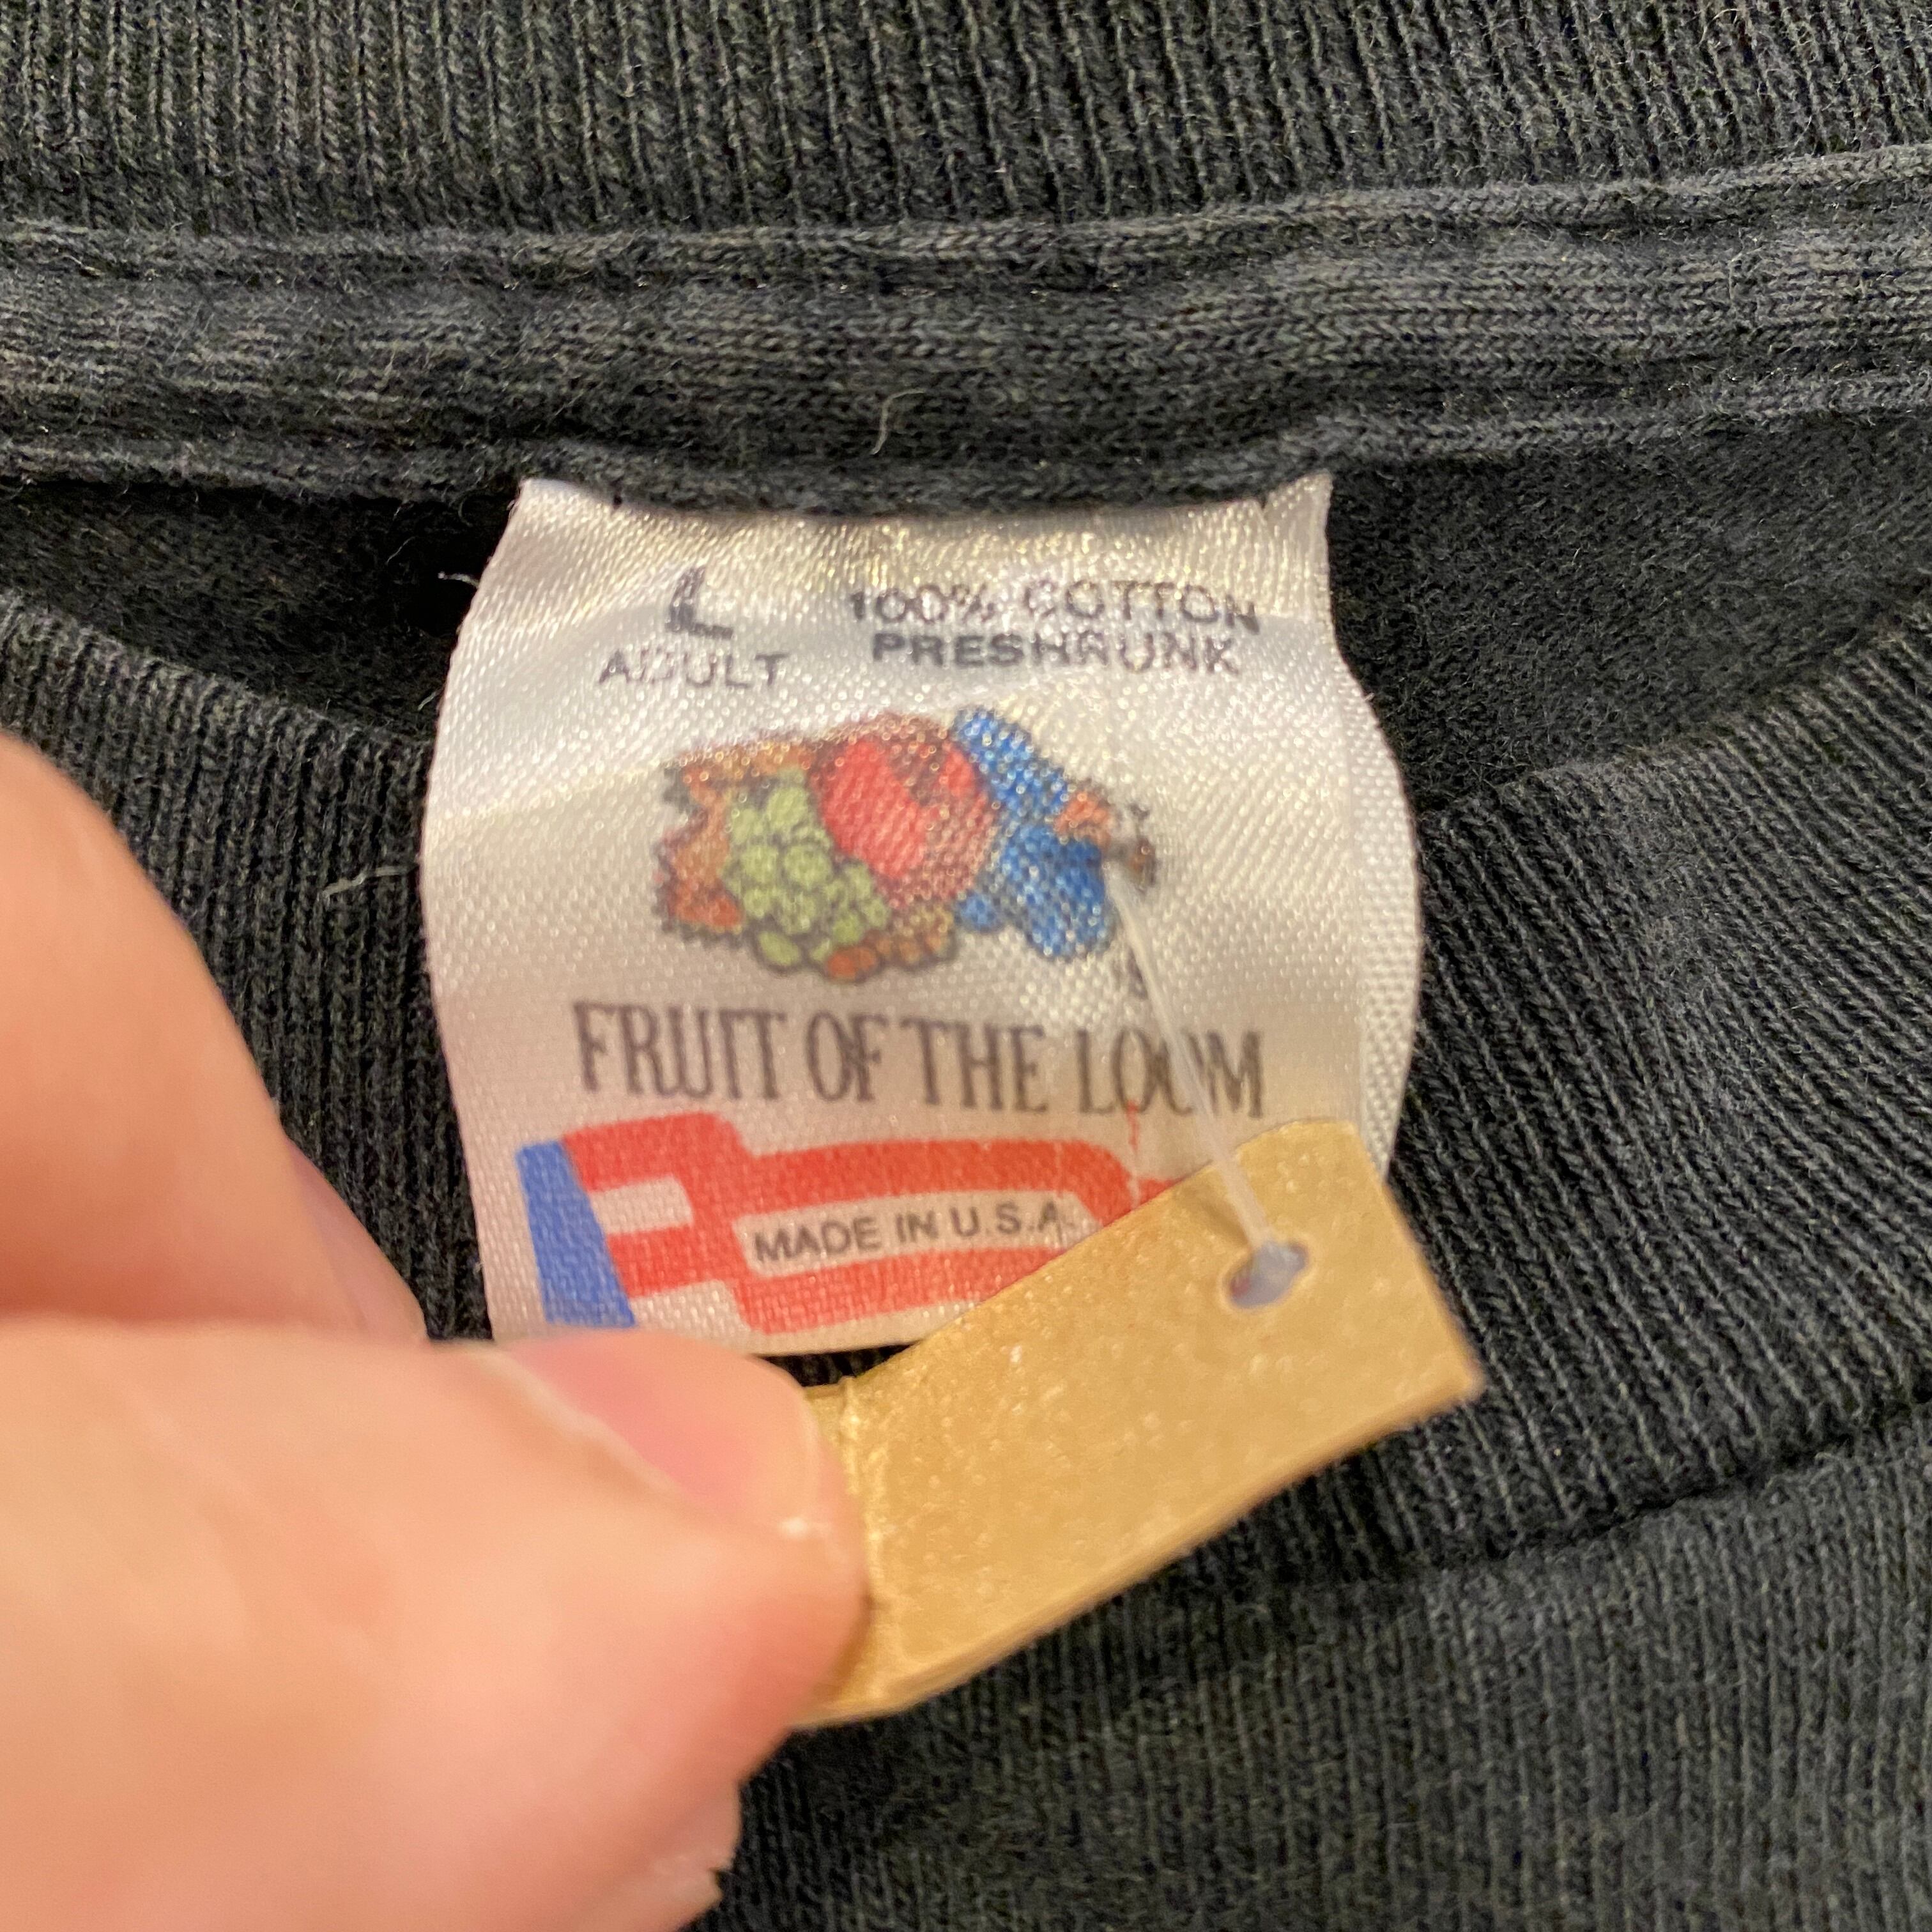 L
ADULT
100% COTTON
PRESHRUNK
FRUIT OF THE LOOM
MADE IN U.S.A.